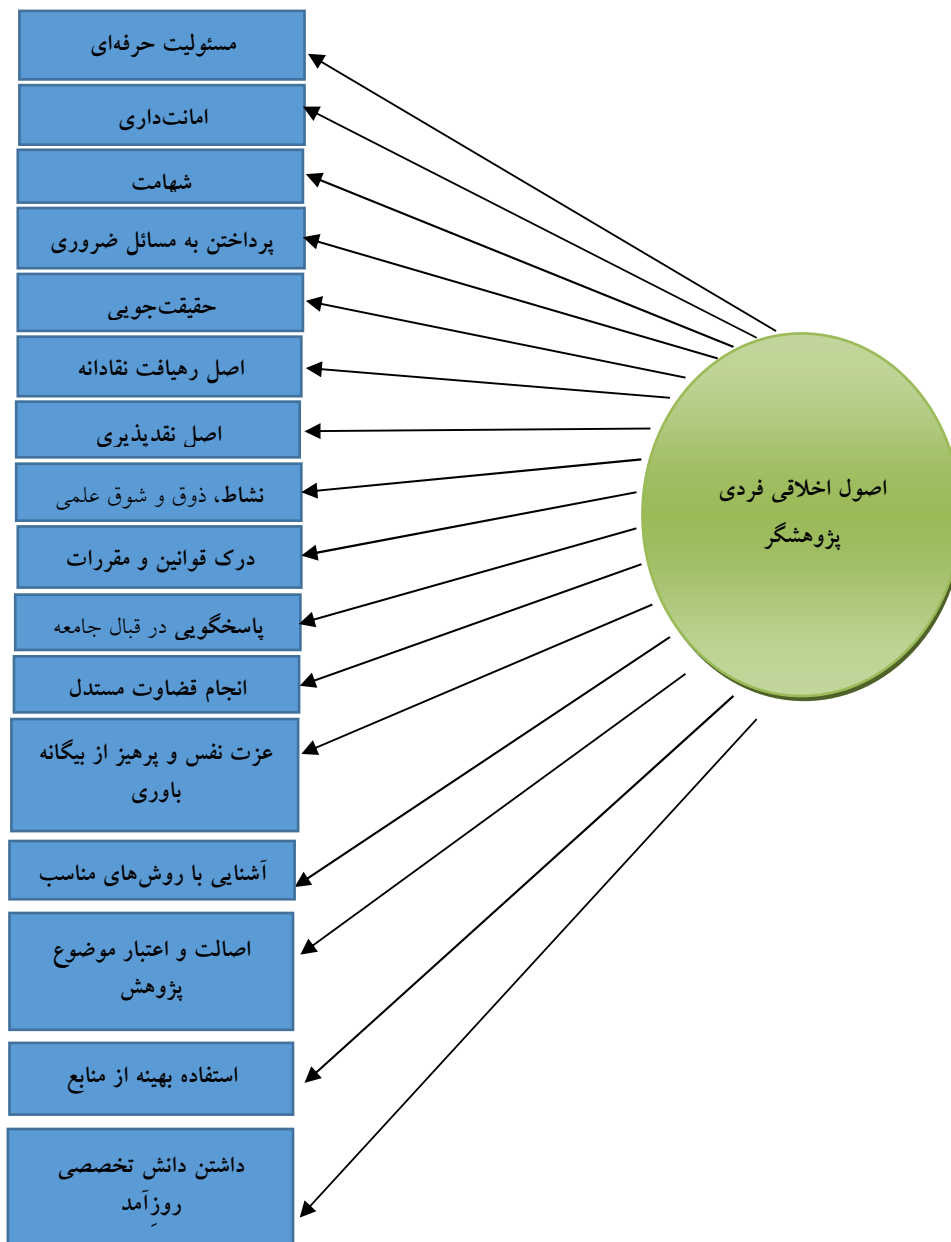 مسئولیت حرفه‌ای
امانت‌داری
شهامت
پرداختن به مسائل ضروری
حقیقت‌جویی
اصل رهیافت نقادانه
اصل نقدپذیری
نشاط، ذوق و شوق علمی
درک قوانین و مقررات
پاسخگویی در قبال جامعه
انجام قضاوت مستدل
عزت نفس و پرهیز از بیگانه
باوری
آشنایی با روش‌های مناسب
اصالت و اعتبار موضوع
پژوهش
استفاده بهینه از منابع
داشتن دانش تخصصی
روزِآمد
اصول اخلاقی فردی
پژوهشگر